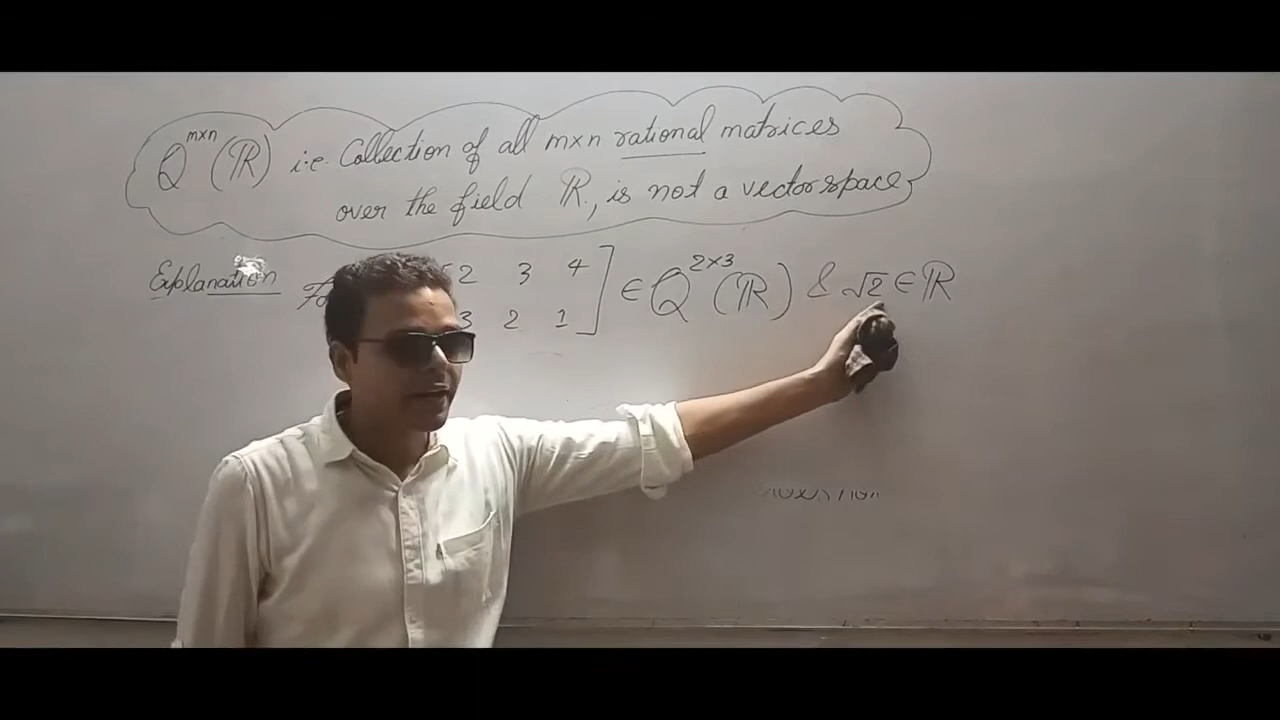 Q^{m×n}(ℝ) i.e. Collection of all m×n rational matrices
over the field ℝ, is not a vector space
Explanation 2 3 4 ] ∈ Q^{2×3}(ℝ) & √2 ∈ ℝ
3 2 1